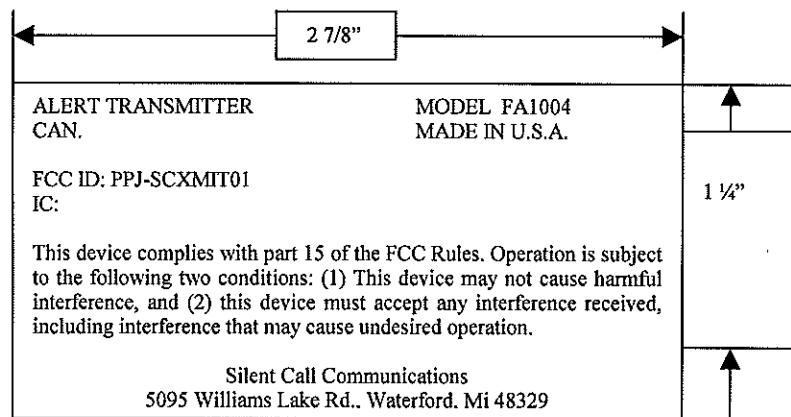 2 7/8”
ALERT TRANSMITTER MODEL FA1004
CAN. MADE IN U.S.A.
FCC ID: PPJ-SCXMIT01
IC:
1 ¼”
This device complies with part 15 of the FCC Rules. Operation is subject
to the following two conditions: (1) This device may not cause harmful
interference, and (2) this device must accept any interference received,
including interference that may cause undesired operation.
Silent Call Communications
5095 Williams Lake Rd., Waterford, Mi 48329